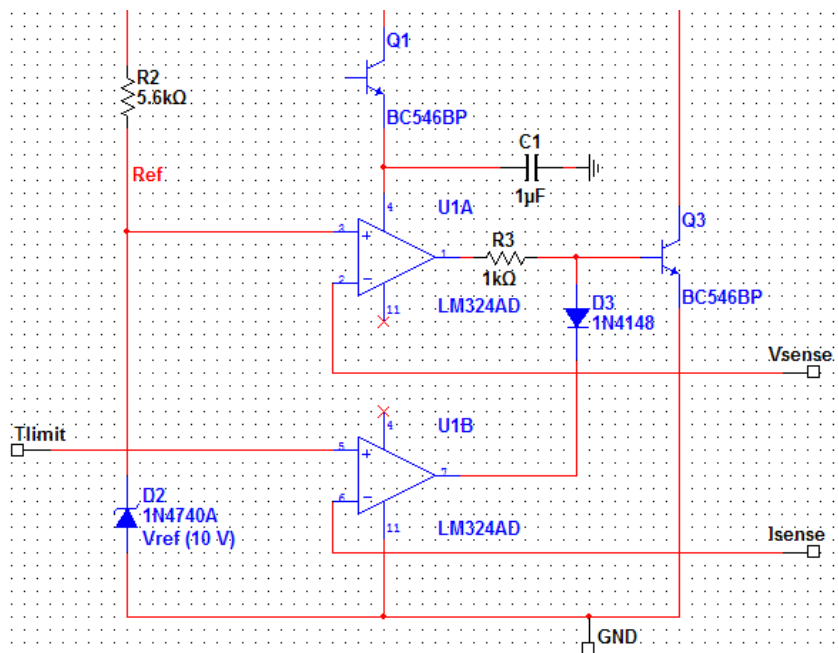 Q1
R2
5.6kΩ
BC546BP
C1
1µF
Ref
4
U1A
Q3
3
+
R3
1
2
−
1kΩ
BC546BP
11
LM324AD
D3
1N4148
Vsense
4
U1B
Tlimit
5
+
7
6
−
D2
1N4740A
11
LM324AD
Vref (10 V)
Isense
GND